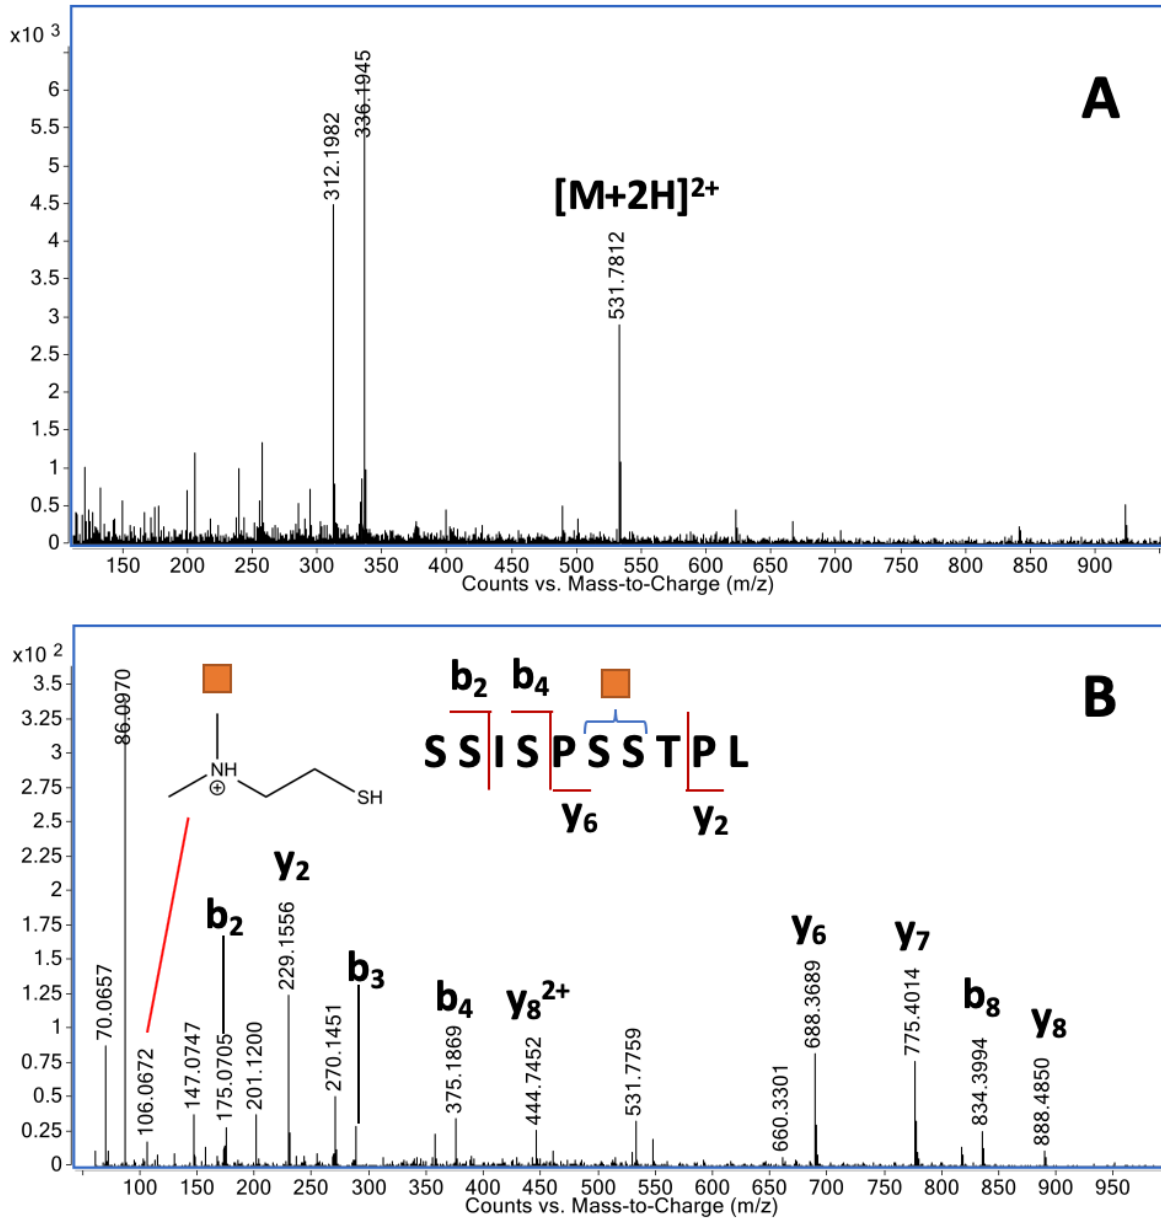 x10 3
A
6
5.5
5
4.5
4
3.5
3
2.5
2
1.5
1
0.5
0
312.1982
336.1945
[M+2H]2+
531.7812
150 200 250 300 350 400 450 500 550 600 650 700 750 800 850 900
Counts vs. Mass-to-Charge (m/z)
x10 2
B
3.5
3.25
3
2.75
2.5
2.25
2
1.75
1.5
1.25
1
0.75
0.5
0.25
0
86.0970
NH
+
SH
b2 b4
S S I S P S S T P L
y6 y2
y2
b2
b3
b4
y8 2+
y6
y7
b8
y8
70.0657
106.0672
147.0747
175.0705
201.1200
229.1556
270.1451
375.1869
444.7452
531.7759
660.3301
688.3689
775.4014
834.3994
888.4850
100 150 200 250 300 350 400 450 500 550 600 650 700 750 800 850 900 950
Counts vs. Mass-to-Charge (m/z)